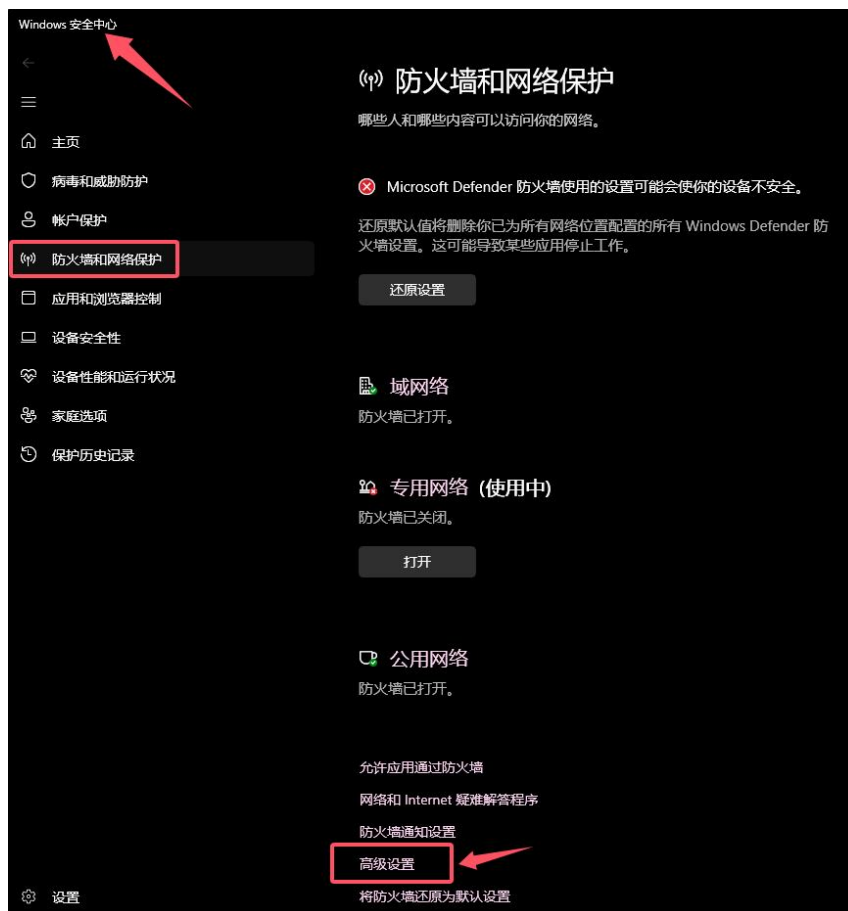 Windows 安全中心
主页
病毒和威胁防护
帐户保护
防火墙和网络保护
应用和浏览器控制
设备安全性
设备性能和运行状况
家庭选项
保护历史记录
设置
防火墙和网络保护
哪些人和哪些内容可以访问你的网络。
Microsoft Defender 防火墙使用的设置可能会使你的设备不安全。
还原默认值将删除你已为所有网络位置配置的所有 Windows Defender 防
火墙设置。这可能导致某些应用停止工作。
还原设置
域网络
防火墙已打开。
专用网络 (使用中)
防火墙已关闭。
打开
公用网络
防火墙已打开。
允许应用通过防火墙
网络和 Internet 疑难解答程序
防火墙通知设置
高级设置
将防火墙还原为默认设置